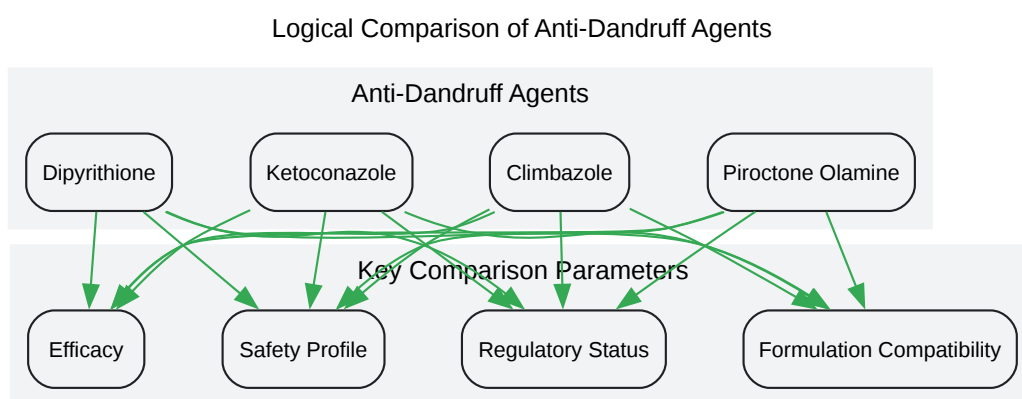 Logical Comparison of Anti-Dandruff Agents
Anti-Dandruff Agents
Dipyrithione
Ketoconazole
Climbazole
Piroctone Olamine
Key Comparison Parameters
Efficacy
Safety Profile
Regulatory Status
Formulation Compatibility